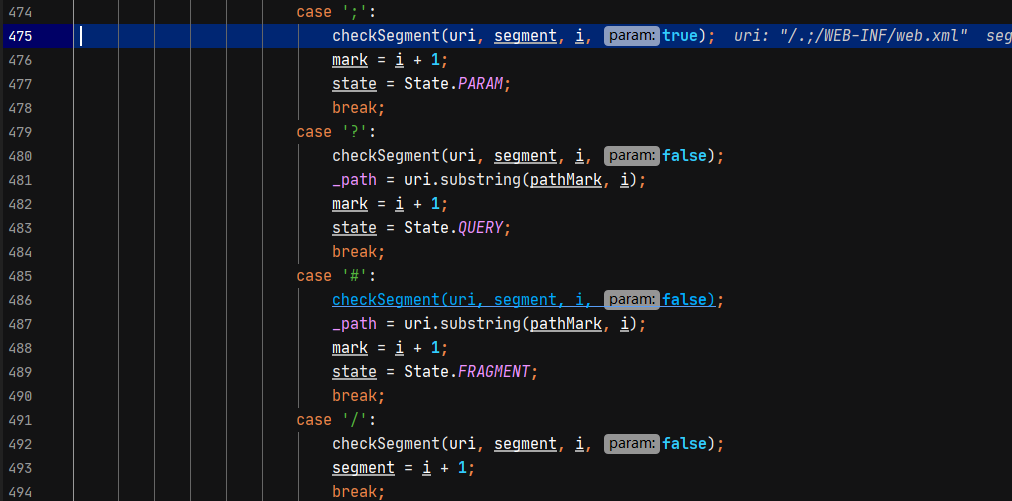 474 case ';':
475 checkSegment(uri, segment, i, param: true); uri: "/.;/WEB-INF/web.xml" seg
476 mark = i + 1;
477 state = State.PARAM;
478 break;
479 case '?':
480 checkSegment(uri, segment, i, param: false);
481 _path = uri.substring(pathMark, i);
482 mark = i + 1;
483 state = State.QUERY;
484 break;
485 case '#':
486 checkSegment(uri, segment, i, param: false);
487 _path = uri.substring(pathMark, i);
488 mark = i + 1;
489 state = State.FRAGMENT;
490 break;
491 case '/':
492 checkSegment(uri, segment, i, param: false);
493 segment = i + 1;
494 break;